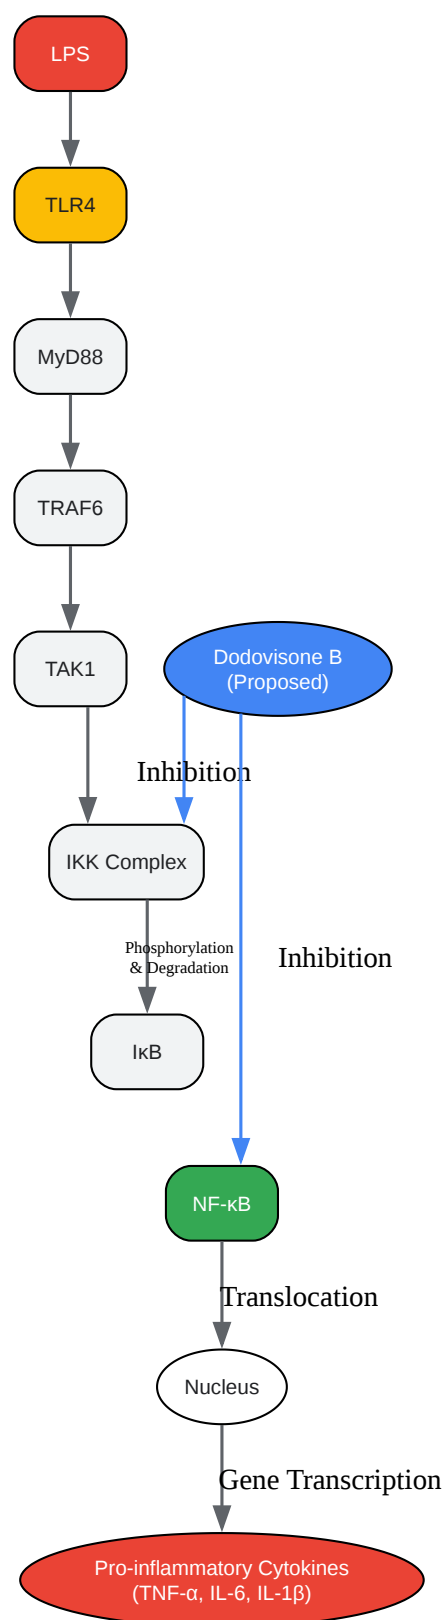 LPS
TLR4
MyD88
TRAF6
TAK1
Dodovisone B
(Proposed)
Inhibition
IKK Complex
Phosphorylation
& Degradation
Inhibition
IκB
NF-κB
Translocation
Nucleus
Gene Transcription
Pro-inflammatory Cytokines
(TNF-α, IL-6, IL-1β)